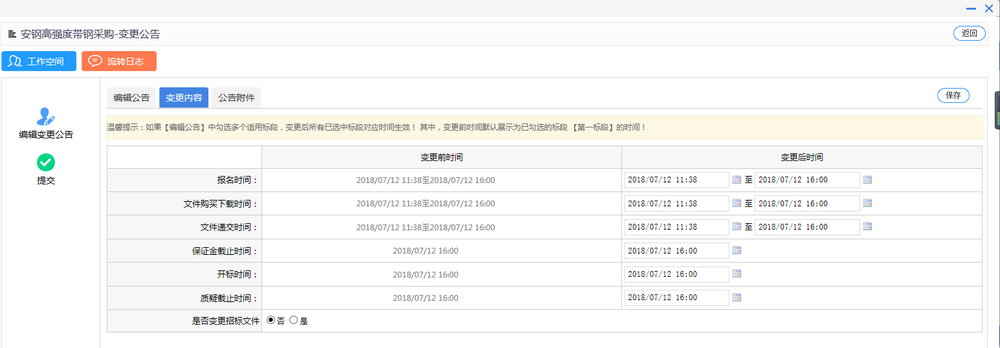 安钢高强度带钢采购-变更公告
返回
工作空间 流转日志
编辑公告 变更内容 公告附件
保存
编辑变更公告
提交
温馨提示：如果【编辑公告】中勾选多个适用标段，变更后所有已选中标段对应时间生效！ 其中，变更前时间默认展示为已勾选的标段 【第一标段】的时间！
变更前时间 变更后时间
报名时间： 2018/07/12 11:38至2018/07/12 16:00 2018/07/12 11:38 至 2018/07/12 16:00
文件购买下载时间： 2018/07/12 11:38至2018/07/12 16:00 2018/07/12 11:38 至 2018/07/12 16:00
文件递交时间： 2018/07/12 11:38至2018/07/12 16:00 2018/07/12 11:38 至 2018/07/12 16:00
保证金截止时间： 2018/07/12 16:00 2018/07/12 16:00
开标时间： 2018/07/12 16:00 2018/07/12 16:00
质疑截止时间： 2018/07/12 16:00 2018/07/12 16:00
是否变更招标文件 否 是